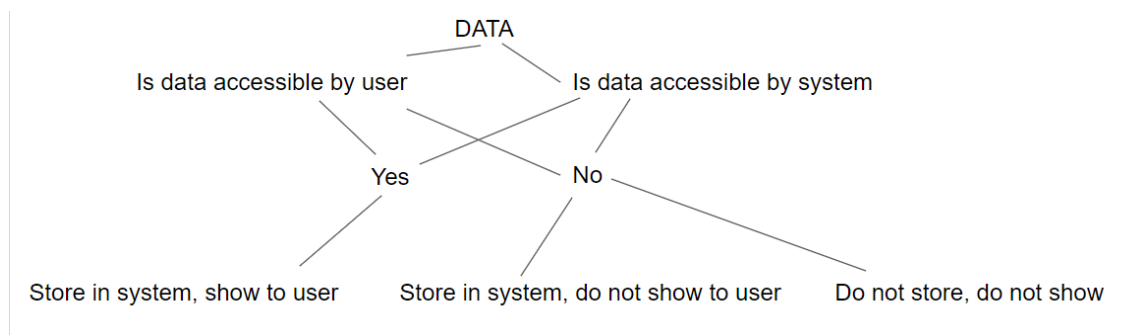 DATA
Is data accessible by user
Is data accessible by system
Yes
No
Store in system, show to user
Store in system, do not show to user
Do not store, do not show